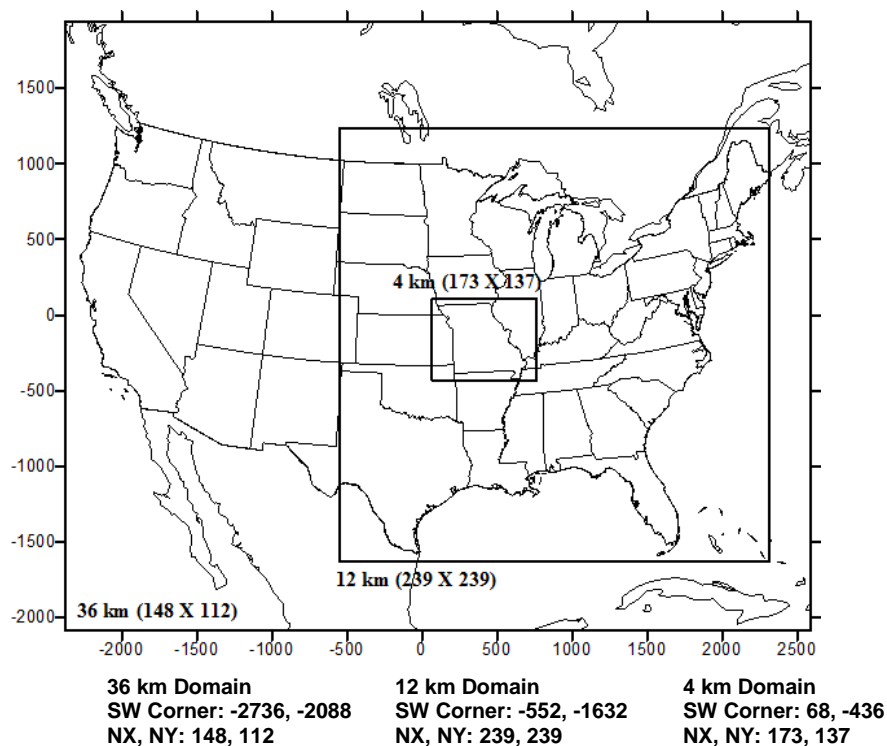 1500
1000
500
0
-500
-1000
-1500
-2000
4 km (173 X 137)
12 km (239 X 239)
36 km (148 X 112)
-2000 -1500 -1000 -500 0 500 1000 1500 2000 2500
36 km Domain
SW Corner: -2736, -2088
NX, NY: 148, 112
12 km Domain
SW Corner: -552, -1632
NX, NY: 239, 239
4 km Domain
SW Corner: 68, -436
NX, NY: 173, 137